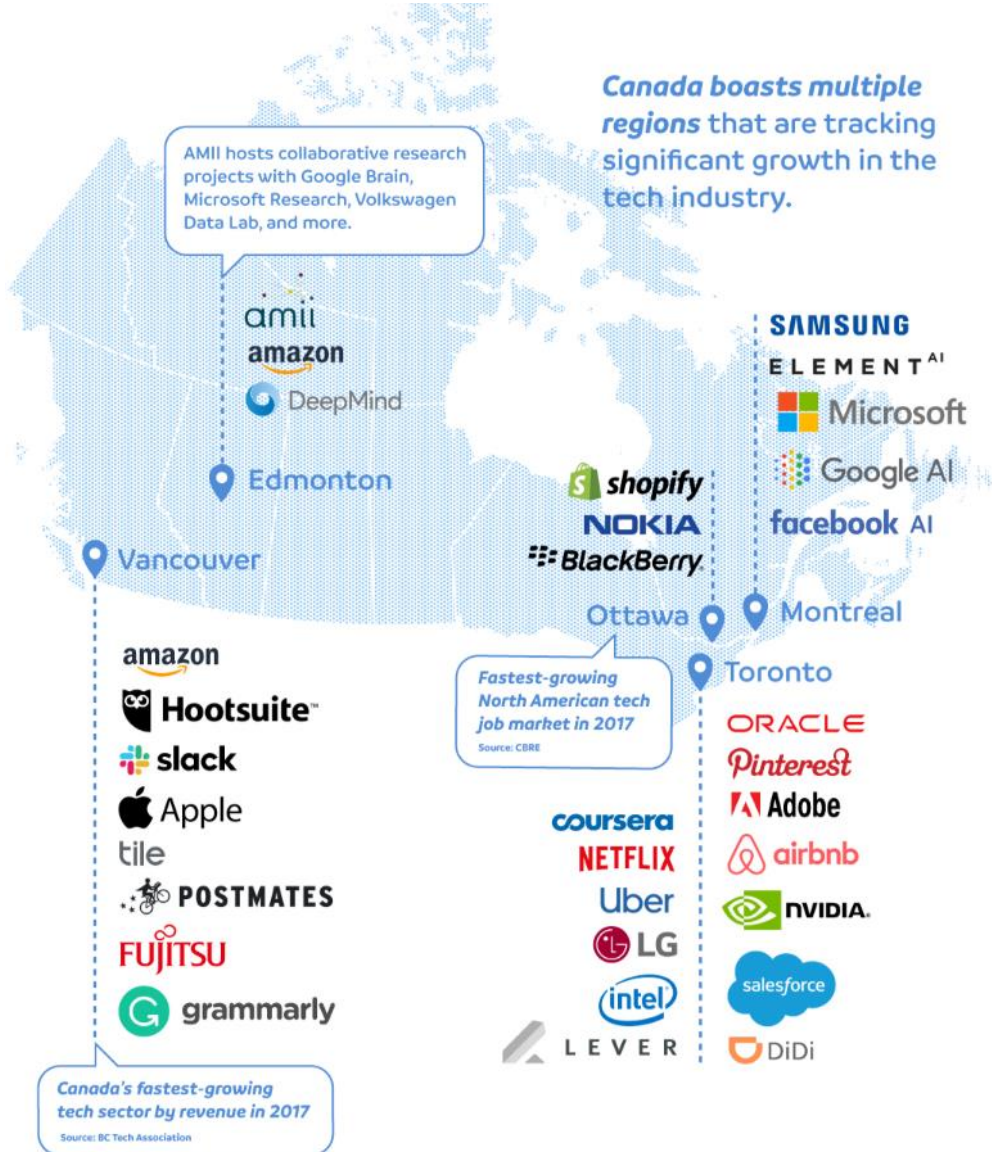 Canada boasts multiple
regions that are tracking
significant growth in the
tech industry.
AMII hosts collaborative research
projects with Google Brain,
Microsoft Research, Volkswagen
Data Lab, and more.
amii
amazon
DeepMind
Edmonton
Vancouver
amazon
Hootsuite™
slack
Apple
tile
POSTMATES
FUJITSU
grammarly
Canada's fastest-growing
tech sector by revenue in 2017
Source: BC Tech Association
shopify
NOKIA
BlackBerry
Ottawa
Fastest-growing
North American tech
job market in 2017
Source: CBRE
SAMSUNG
ELEMENT AI
Microsoft
Google AI
facebook AI
Montreal
Toronto
coursera
NETFLIX
Uber
LG
intel
LEVER
ORACLE
Pinterest
Adobe
airbnb
NVIDIA.
salesforce
DiDi